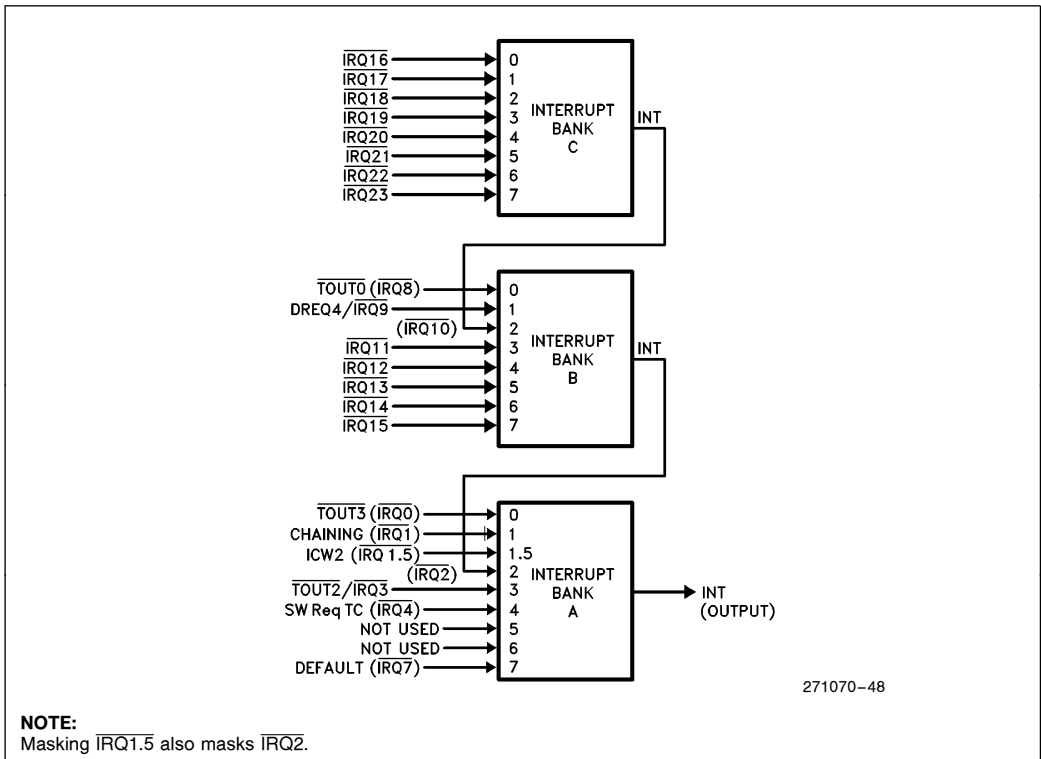 IRQ16 0
IRQ17 1
IRQ18 2
IRQ19 3
IRQ20 4
IRQ21 5
IRQ22 6
IRQ23 7
INTERRUPT
BANK
C
INT
TOUT0 (IRQ8) 0
DREQ4/IRQ9 1
(IRQ10) 2
IRQ11 3
IRQ12 4
IRQ13 5
IRQ14 6
IRQ15 7
INTERRUPT
BANK
B
INT
TOUT3 (IRQ0) 0
CHAINING (IRQ1) 1
ICW2 (IRQ 1.5) 1.5
(IRQ2) 2
TOUT2/IRQ3 3
SW Req TC (IRQ4) 4
NOT USED 5
NOT USED 6
DEFAULT (IRQ7) 7
INTERRUPT
BANK
A
INT
(OUTPUT)
271070–48
NOTE:
Masking IRQ1.5 also masks IRQ2.